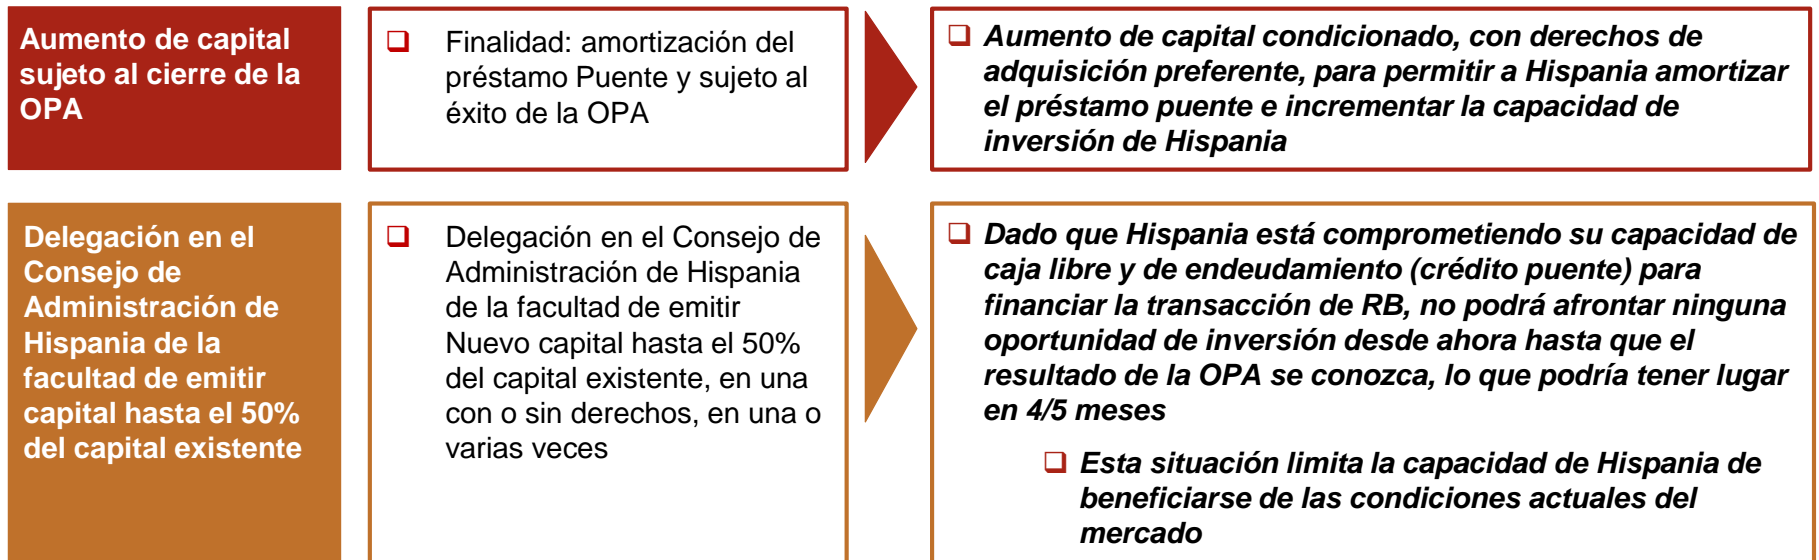 Aumento de capital
sujeto al cierre de la
OPA
Finalidad: amortización del
préstamo Puente y sujeto al
éxito de la OPA
Aumento de capital condicionado, con derechos de
adquisición preferente, para permitir a Hispania amortizar
el préstamo puente e incrementar la capacidad de
inversión de Hispania
Delegación en el
Consejo de
Administración de
Hispania de la
facultad de emitir
capital hasta el 50%
del capital existente
Delegación en el Consejo de
Administración de Hispania
de la facultad de emitir
Nuevo capital hasta el 50%
del capital existente, en una
con o sin derechos, en una o
varias veces
Dado que Hispania está comprometiendo su capacidad de
caja libre y de endeudamiento (crédito puente) para
financiar la transacción de RB, no podrá afrontar ninguna
oportunidad de inversión desde ahora hasta que el
resultado de la OPA se conozca, lo que podría tener lugar
en 4/5 meses
Esta situación limita la capacidad de Hispania de
beneficiarse de las condiciones actuales del
mercado